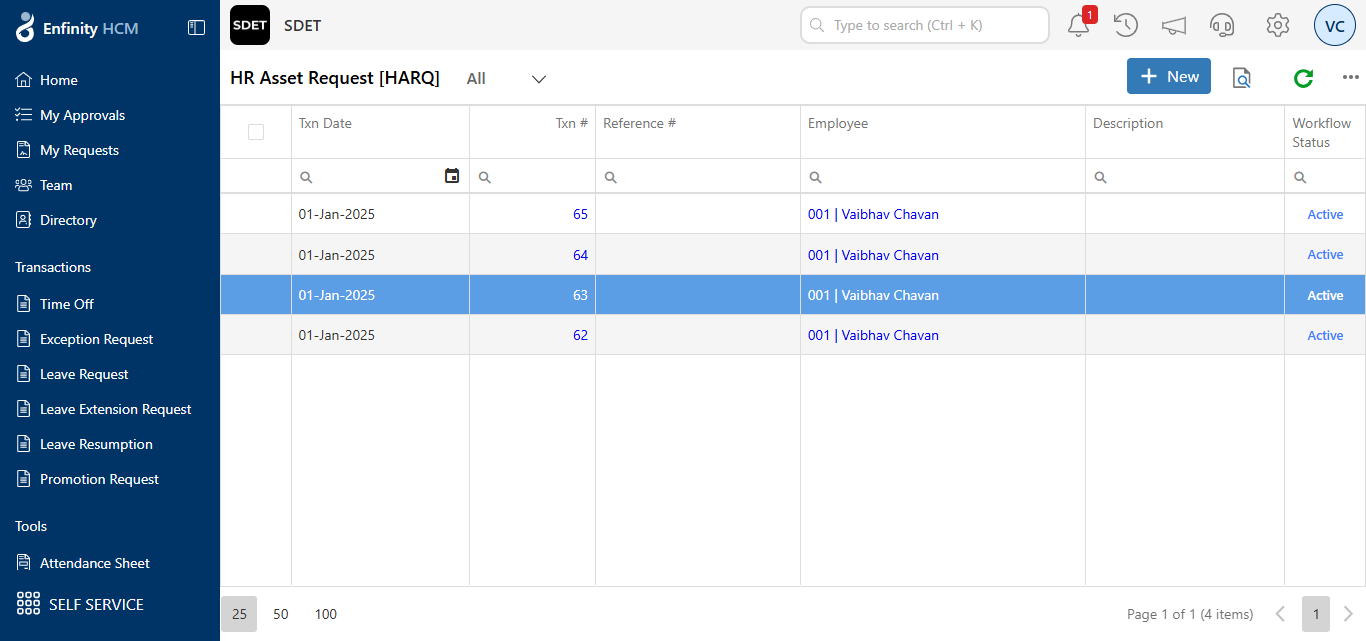 Enfinity HCM
Home
My Approvals
My Requests
Team
Directory
Transactions
Time Off
Exception Request
Leave Request
Leave Extension Request
Leave Resumption
Promotion Request
Tools
Attendance Sheet
SELF SERVICE
SDET SDET
Type to search (Ctrl + K)
1
VC
HR Asset Request [HARQ] All
New
Txn Date Txn # Reference # Employee Description Workflow
Status
01-Jan-2025 65 001 | Vaibhav Chavan Active
01-Jan-2025 64 001 | Vaibhav Chavan Active
01-Jan-2025 63 001 | Vaibhav Chavan Active
01-Jan-2025 62 001 | Vaibhav Chavan Active
25 50 100 Page 1 of 1 (4 items) 1